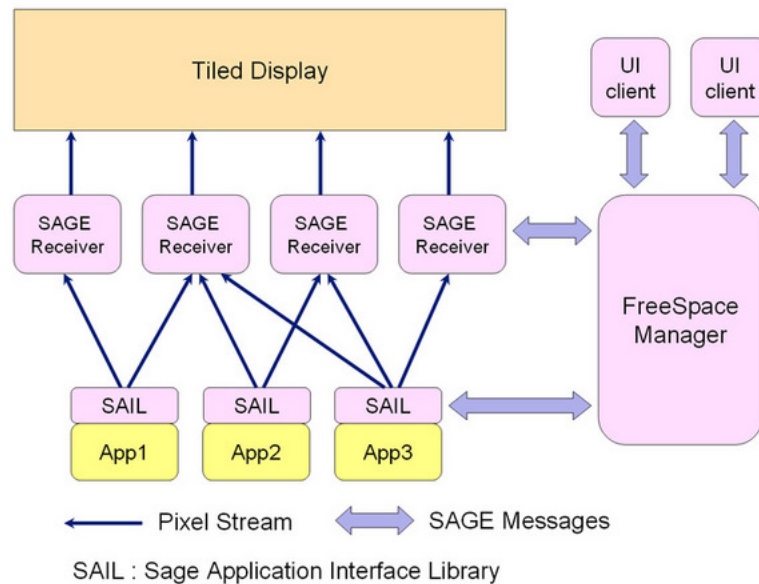 Tiled Display
UI
client
UI
client
SAGE
Receiver
SAGE
Receiver
SAGE
Receiver
SAGE
Receiver
FreeSpace
Manager
SAIL
SAIL
SAIL
App1
App2
App3
Pixel Stream
SAGE Messages
SAIL : Sage Application Interface Library